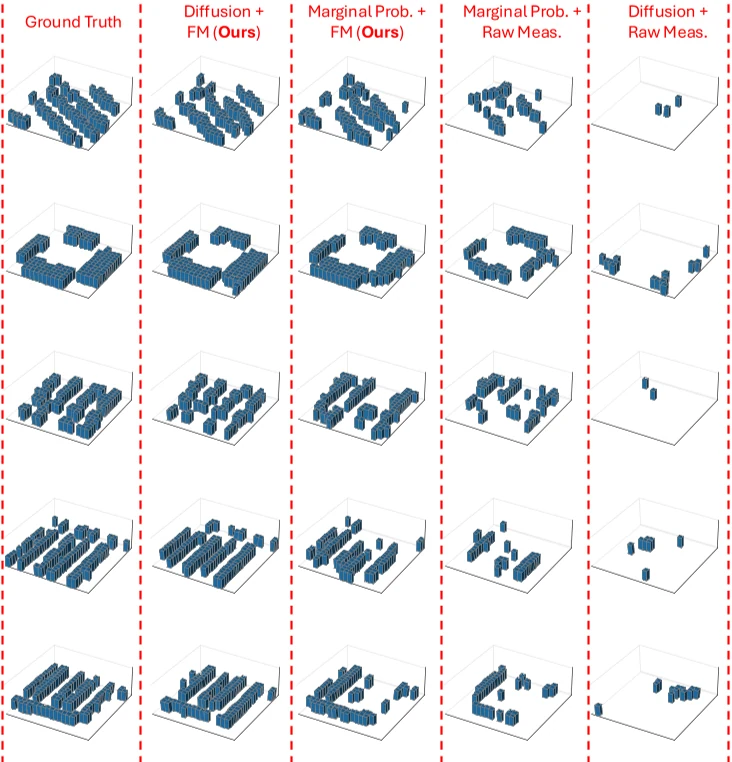 Ground Truth
Diffusion +
FM (Ours)
Marginal Prob. +
FM (Ours)
Marginal Prob. +
Raw Meas.
Diffusion +
Raw Meas.